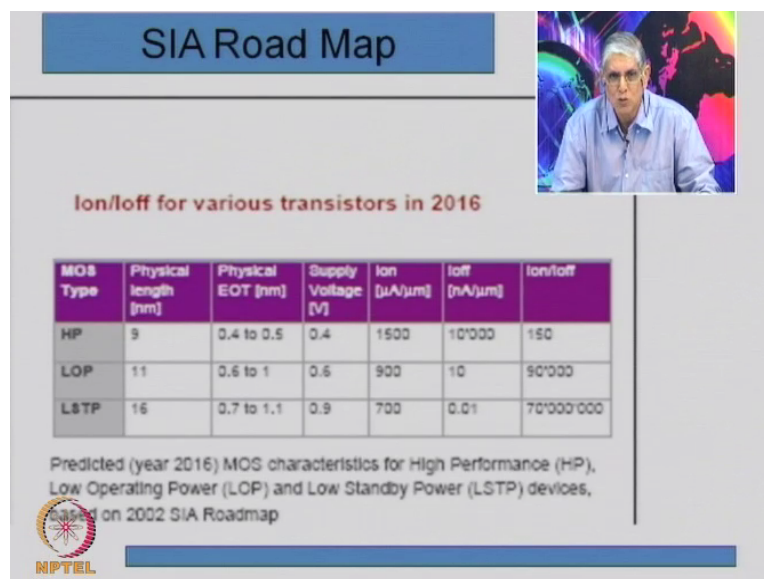 SIA Road Map
Ion/Ioff for various transistors in 2016
MOS Type Physical length [nm] Physical EOT [nm] Supply Voltage [V] Ion [µA/µm] Ioff [nA/µm] Ion/Ioff
HP 9 0.4 to 0.5 0.4 1500 10'000 150
LOP 11 0.6 to 1 0.6 900 10 90'000
LSTP 16 0.7 to 1.1 0.9 700 0.01 70'000'000
Predicted (year 2016) MOS characteristics for High Performance (HP),
Low Operating Power (LOP) and Low Standby Power (LSTP) devices,
based on 2002 SIA Roadmap
NPTEL